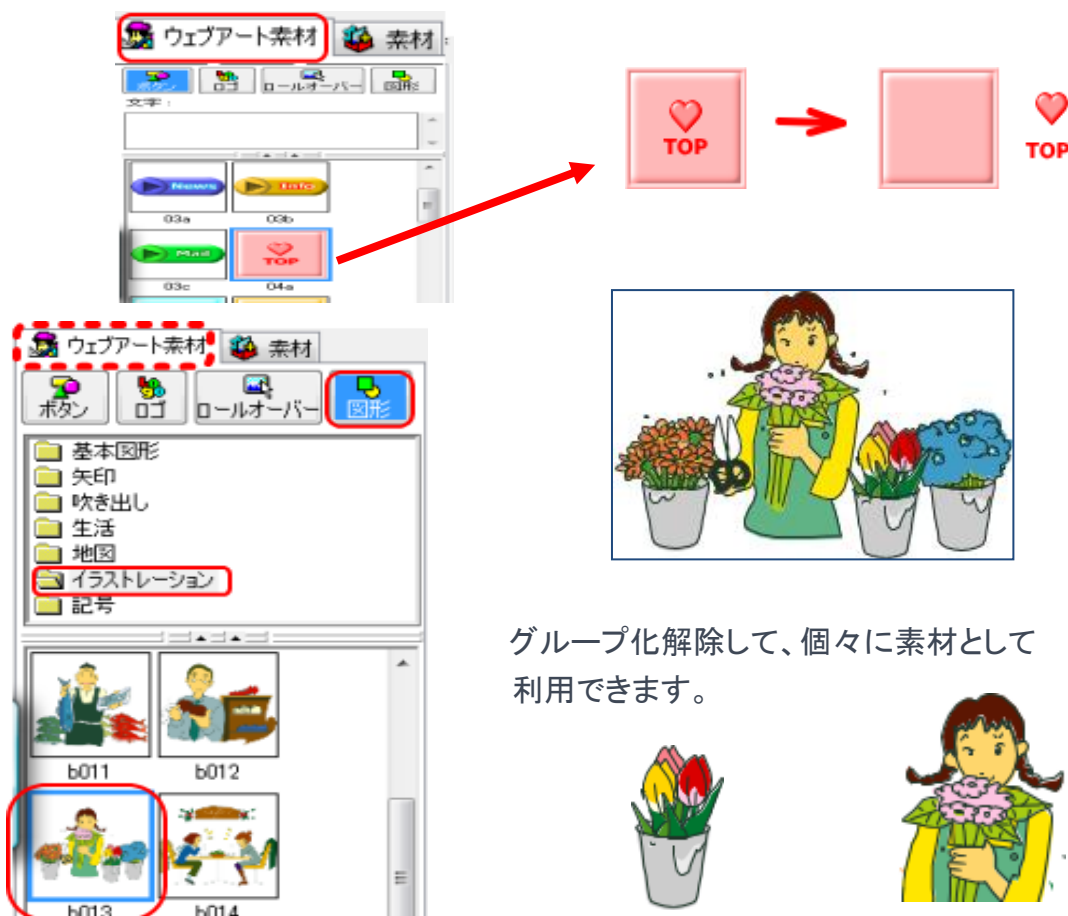 ウェブアート素材
素材
ボタン
ロゴ
ロールオーバー
図形
文字:
News
Info
03a
03b
Mail
TOP
03c
04a
TOP
TOP
ウェブアート素材
素材
ボタン
ロゴ
ロールオーバー
図形
基本図形
矢印
吹き出し
生活
地図
イラストレーション
記号
b011
b012
b013
b014
グループ化解除して、個々に素材として
利用できます。